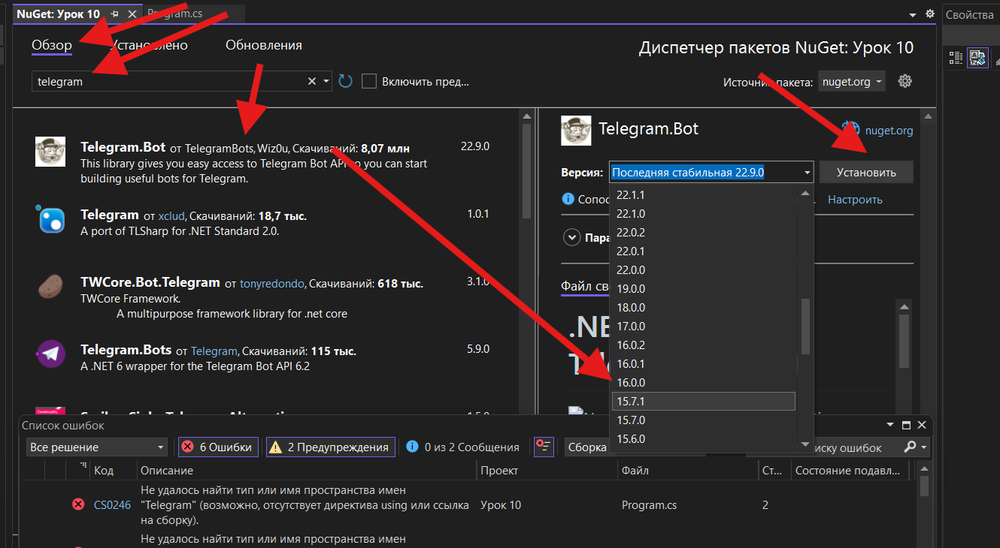 NuGet: Урок 10
Program.cs
Свойства
Обзор
Установлено
Обновления
Диспетчер пакетов NuGet: Урок 10
telegram
Включить пред...
Источник пакета:
nuget.org
Telegram.Bot от TelegramBots, Wiz0u, Скачиваний: 8,07 млн
22.9.0
This library gives you easy access to Telegram Bot API so you can start
building useful bots for Telegram.
Telegram от xclud, Скачиваний: 18,7 тыс.
1.0.1
A port of TLSharp for .NET Standard 2.0.
TWCore.Bot.Telegram от tonyredondo, Скачиваний: 618 тыс.
3.1.0
TWCore Framework.
A multipurpose framework library for .net core
Telegram.Bots от Telegram, Скачиваний: 115 тыс.
5.9.0
A .NET 6 wrapper for the Telegram Bot API 6.2
Community
1.5.0
Telegram.Bot
nuget.org
Версия:
Последняя стабильная 22.9.0
Установить
Настроить
22.1.1
22.1.0
22.0.2
22.0.1
22.0.0
19.0.0
18.0.0
17.0.0
16.0.2
16.0.1
16.0.0
15.7.1
15.7.0
15.6.0
Список ошибок
Все решение
6 Ошибки
2 Предупреждения
0 из 2 Сообщения
Сборка
иску ошибок
Код
Описание
Проект
Файл
Ст...
Состояние подавл...
CS0246
Не удалось найти тип или имя пространства имен
"Telegram" (возможно, отсутствует директива using или ссылка
на сборку).
Урок 10
Program.cs
2
Не удалось найти тип или имя пространства имен